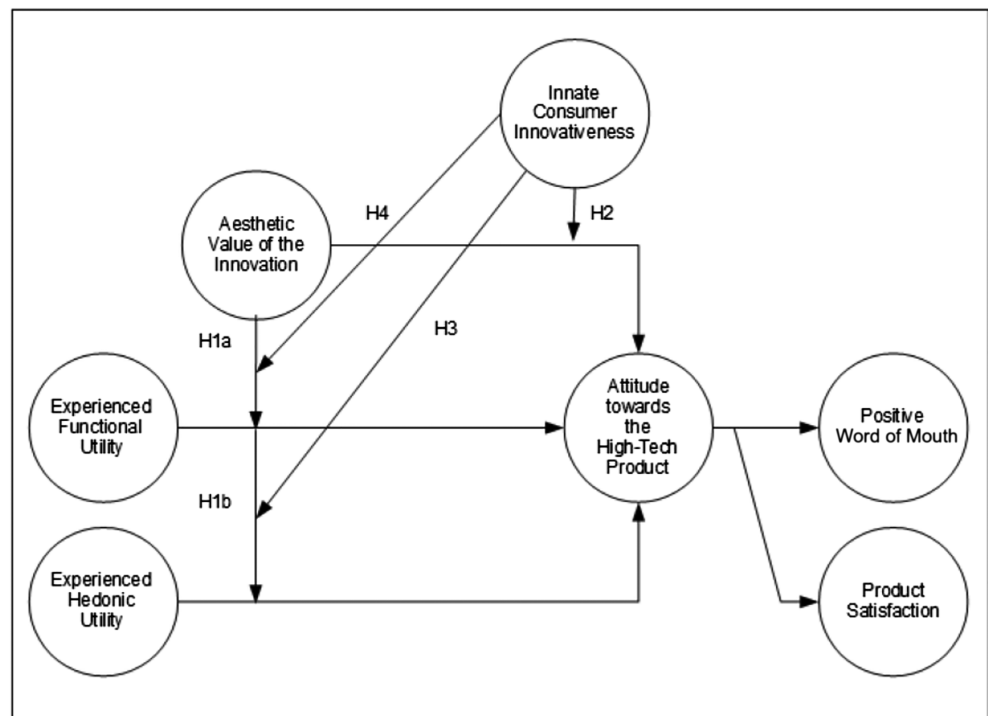 Innate
Consumer
Innovativeness
H4
H2
Aesthetic
Value of the
Innovation
H3
H1a
Experienced
Functional
Utility
Attitude
towards
the
High-Tech
Product
Positive
Word of Mouth
H1b
Experienced
Hedonic
Utility
Product
Satisfaction